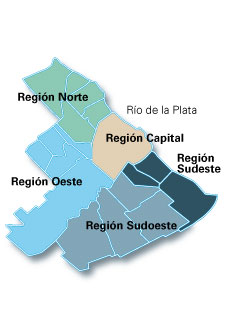 Región Norte
Río de la Plata
Región Capital
Región
Sudeste
Región Oeste
Región Sudoeste